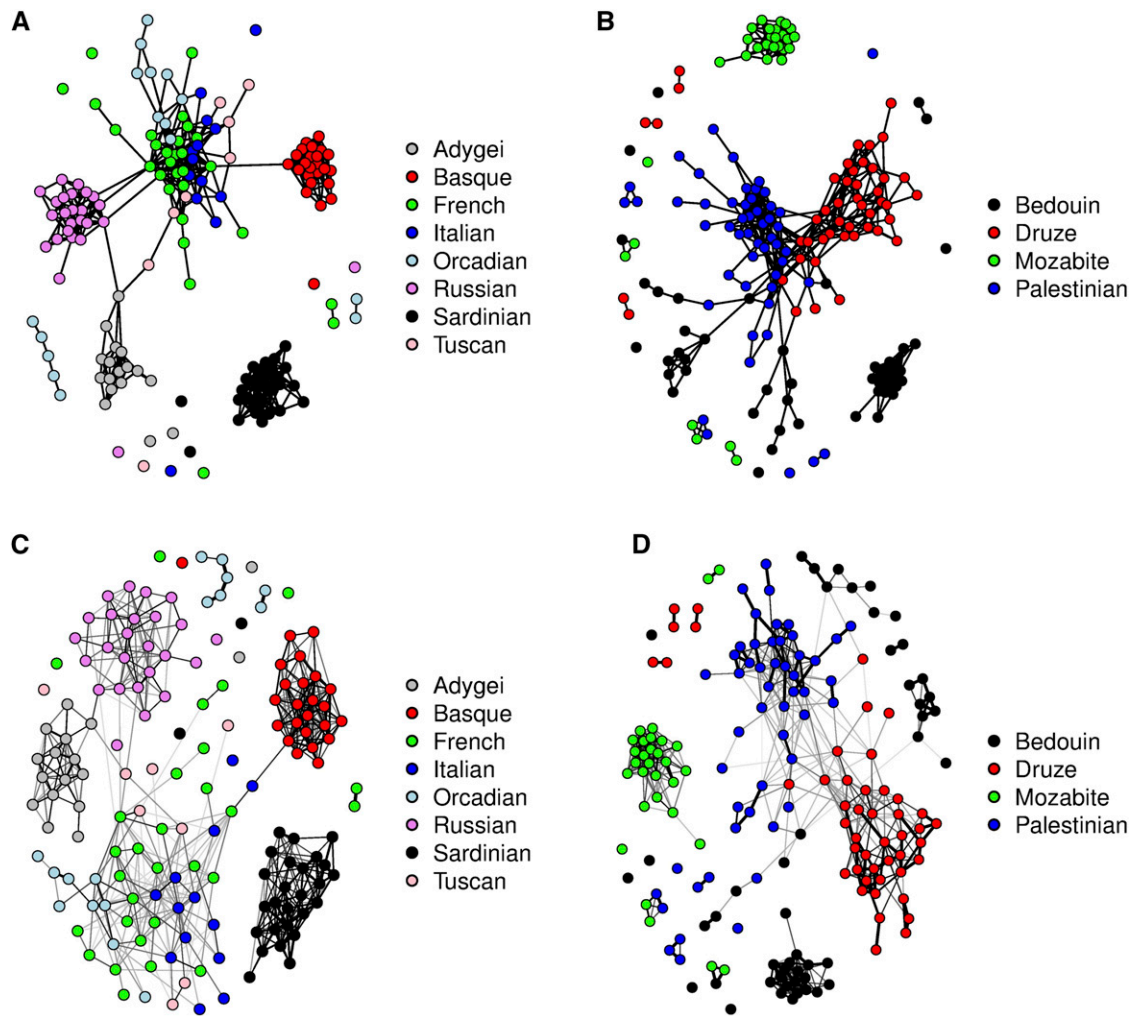 A
Adygei
Basque
French
Italian
Orcadian
Russian
Sardinian
Tuscan
B
Bedouin
Druze
Mozabite
Palestinian
C
Adygei
Basque
French
Italian
Orcadian
Russian
Sardinian
Tuscan
D
Bedouin
Druze
Mozabite
Palestinian